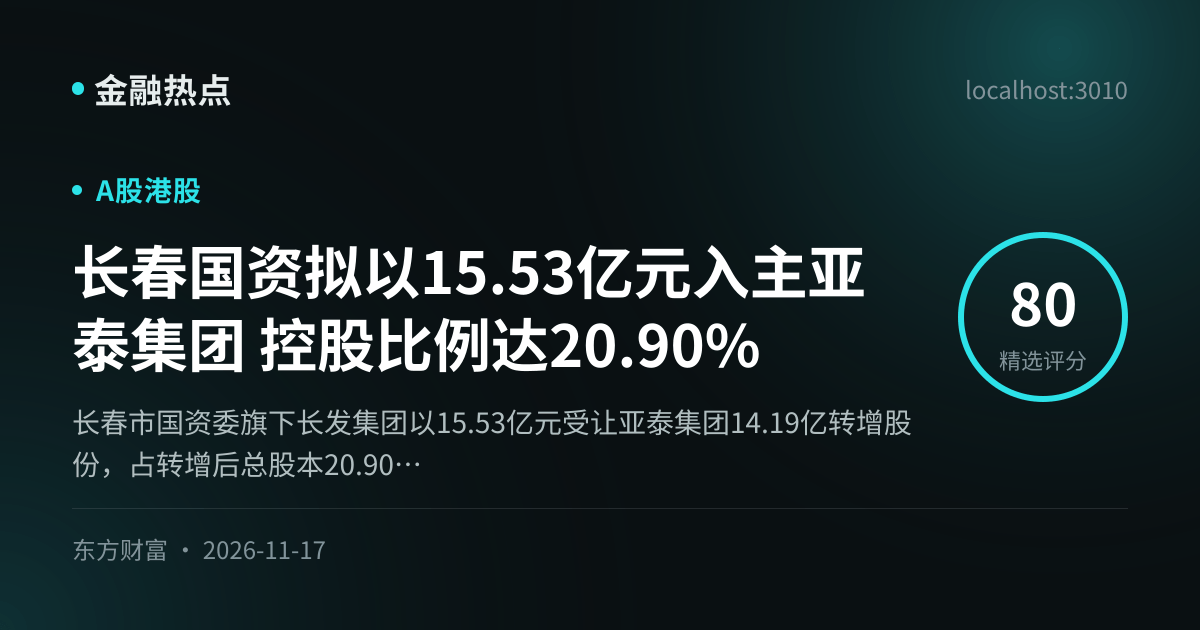 金融热点
localhost:3010
A股港股
长春国资拟以15.53亿元入主亚
泰集团 控股比例达20.90%
80
精选评分
长春市国资委旗下长发集团以15.53亿元受让亚泰集团14.19亿转增股
份，占转增后总股本20.90…
东方财富 · 2026-11-17